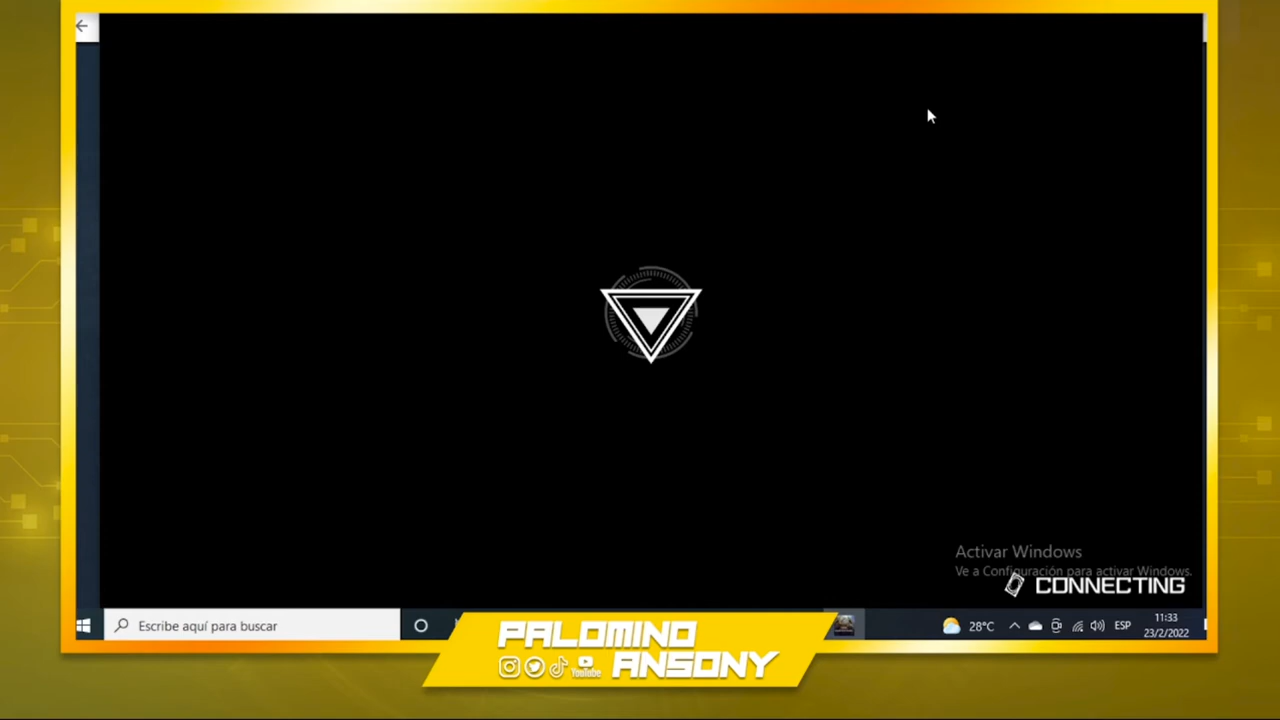 Activar Windows
Ve a Configuración para activar Windows.
CONNECTING
Escribe aquí para buscar
28°C
ESP
11:33
23/2/2022
PALOMINO
ANSONY
YouTube